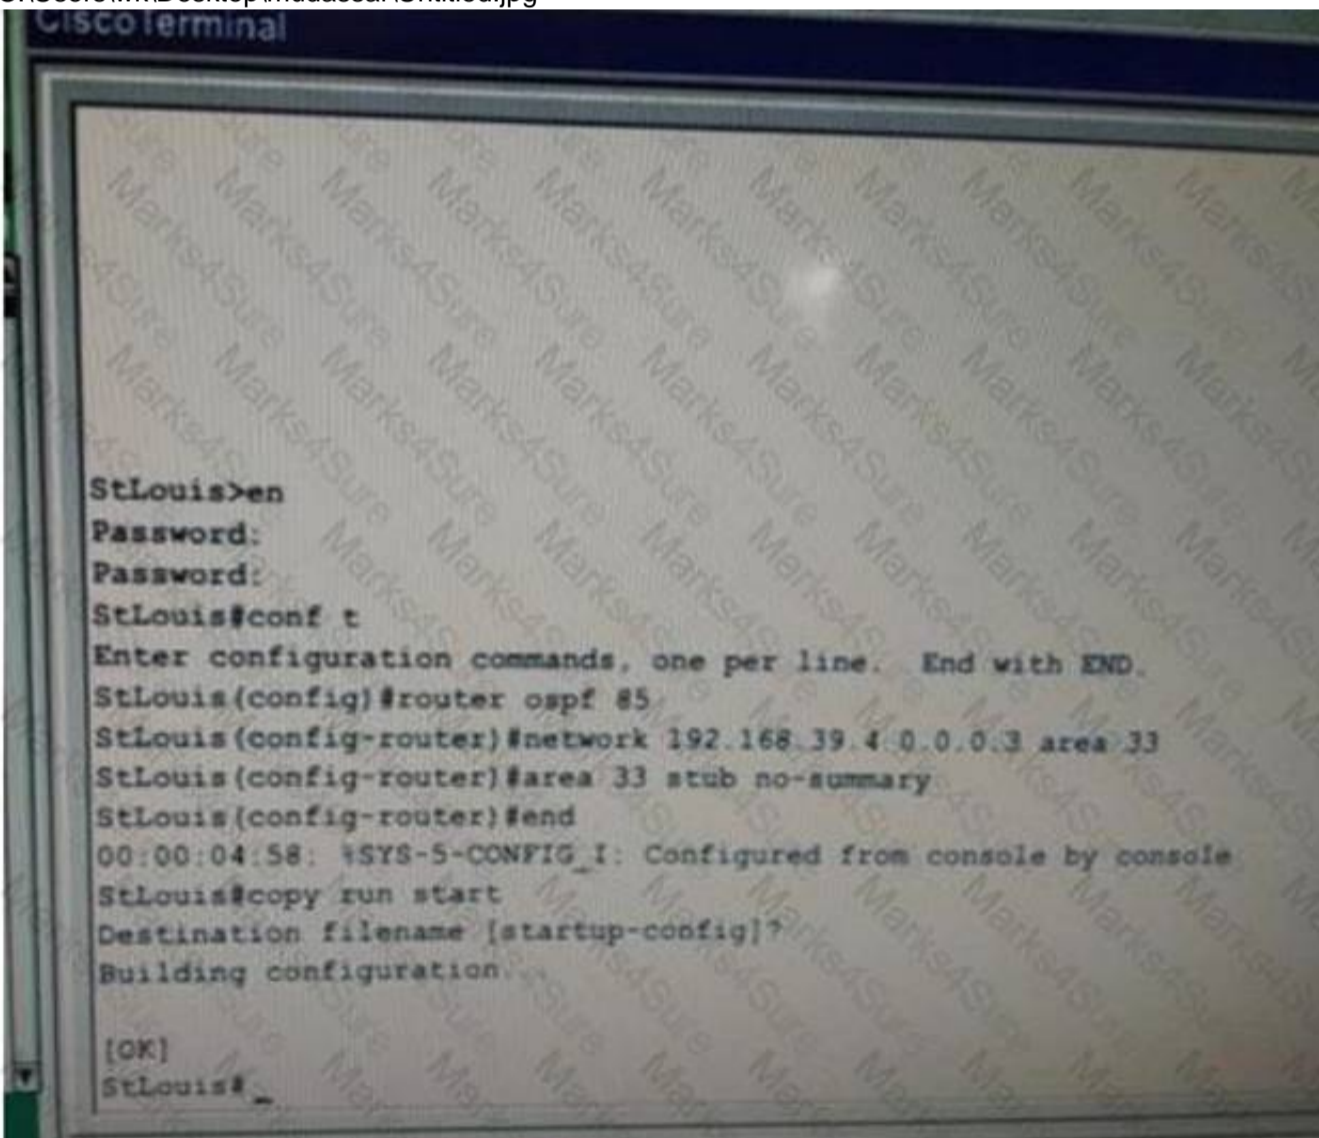 CiscoTerminal
StLouis>en
Password:
Password:
StLouis#conf t
Enter configuration commands, one per line.  End with END.
StLouis(config)#router ospf 85
StLouis(config-router)#network 192.168.39.4 0.0.0.3 area 33
StLouis(config-router)#area 33 stub no-summary
StLouis(config-router)#end
00:00:04:58: %SYS-5-CONFIG_I: Configured from console by console
StLouis#copy run start
Destination filename [startup-config]?
Building configuration...
[OK]
StLouis#_
Marks4Sure